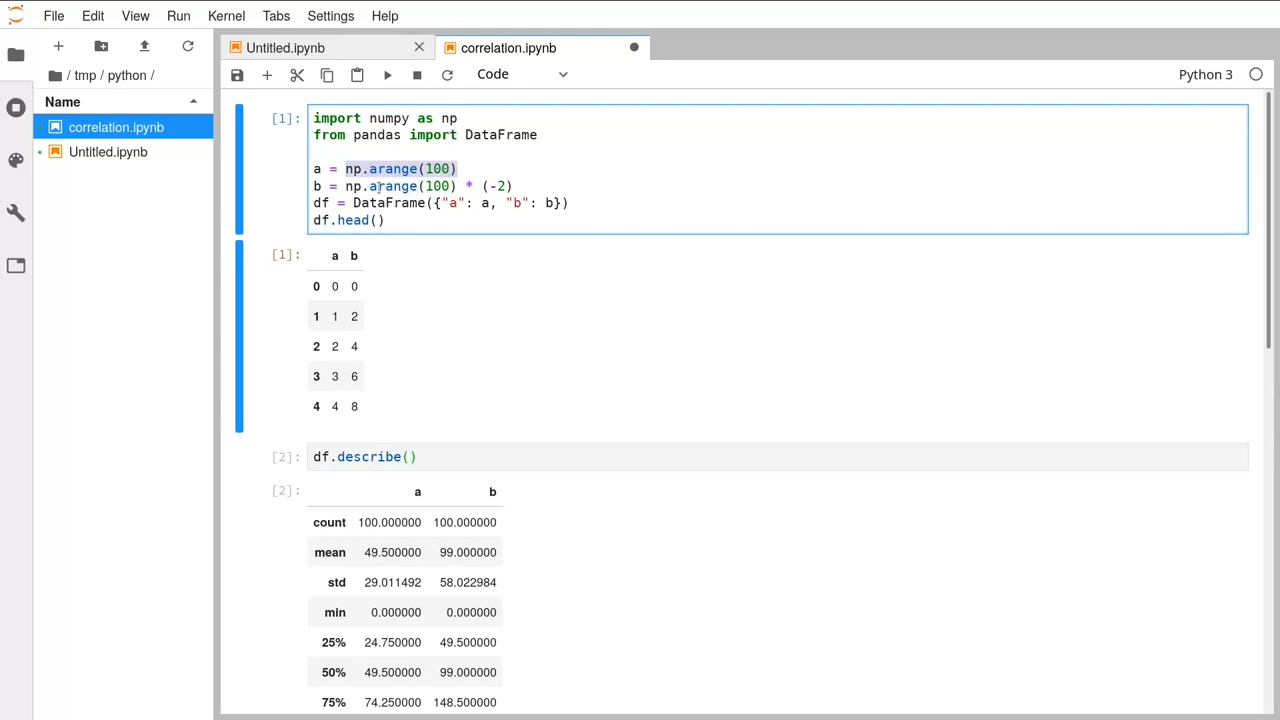 File Edit View Run Kernel Tabs Settings Help
Untitled.ipynb correlation.ipynb
/ tmp / python /
Code Python 3
Name
correlation.ipynb
Untitled.ipynb
[1]: import numpy as np
from pandas import DataFrame
a = np.arange(100)
b = np.arange(100) * (-2)
df = DataFrame({"a": a, "b": b})
df.head()
[1]: a b
0 0 0
1 1 2
2 2 4
3 3 6
4 4 8
[2]: df.describe()
[2]: a b
count 100.000000 100.000000
mean 49.500000 99.000000
std 29.011492 58.022984
min 0.000000 0.000000
25% 24.750000 49.500000
50% 49.500000 99.000000
75% 74.250000 148.500000